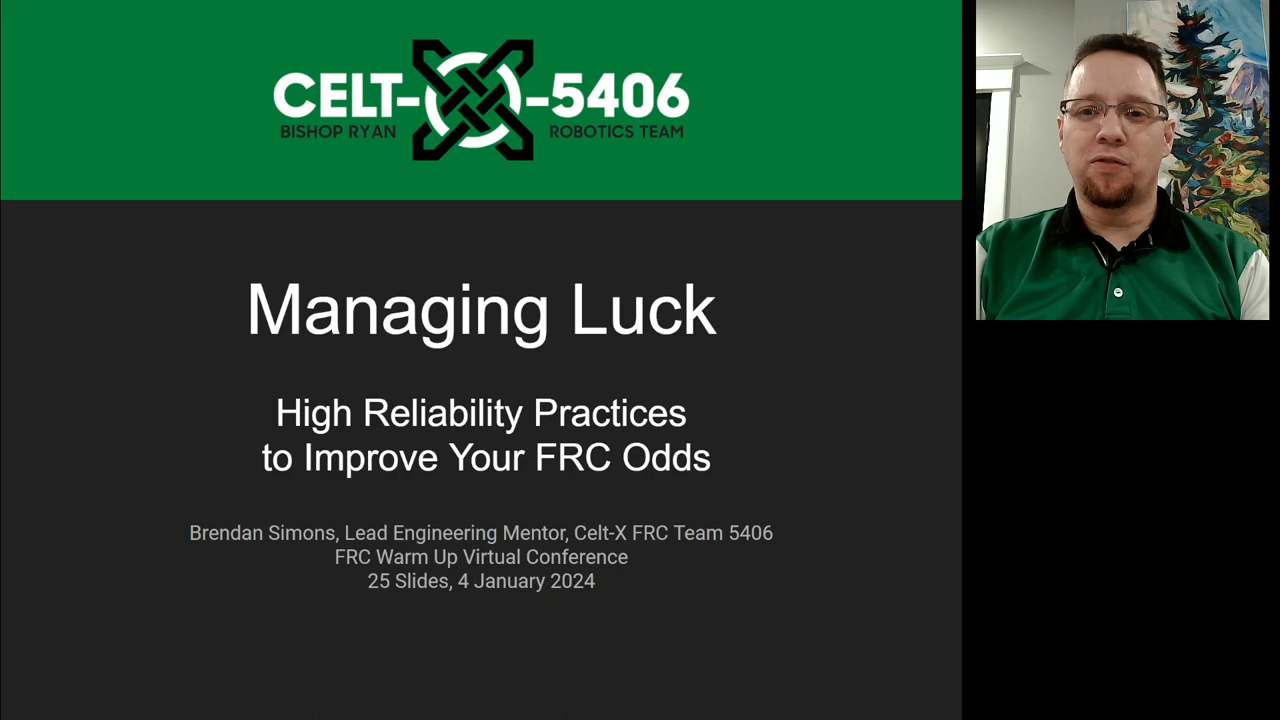 CELT-X-5406
BISHOP RYAN ROBOTICS TEAM
Managing Luck
High Reliability Practices
to Improve Your FRC Odds
Brendan Simons, Lead Engineering Mentor, Celt-X FRC Team 5406
FRC Warm Up Virtual Conference
25 Slides, 4 January 2024